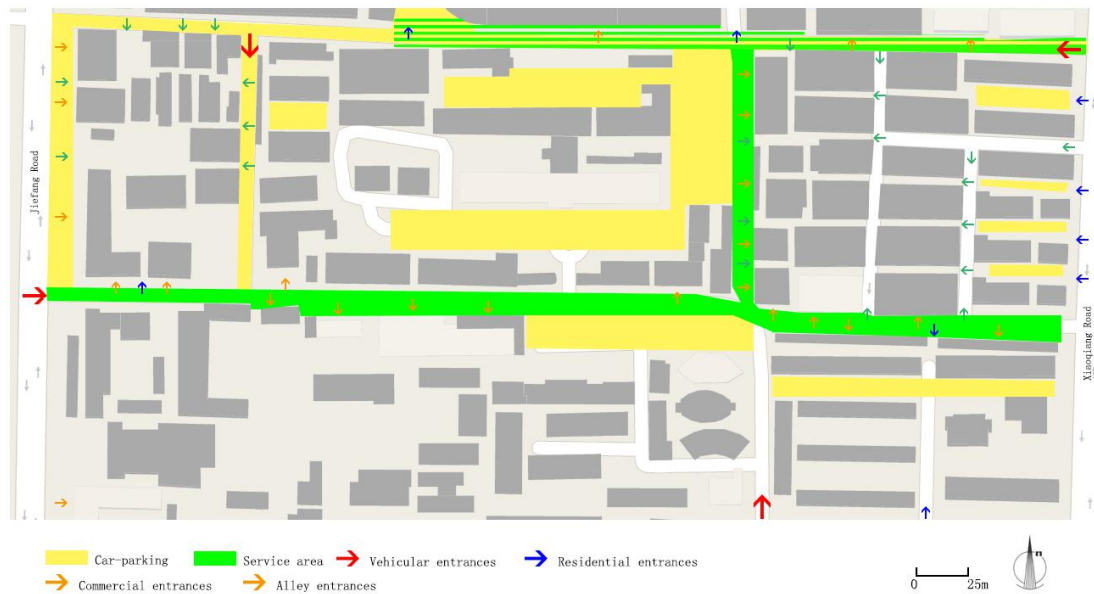 Jiefang Road
Xiaoqiang Road
Car-parking
Service area
Vehicular entrances
Residential entrances
Commercial entrances
Alley entrances
n
0
25m